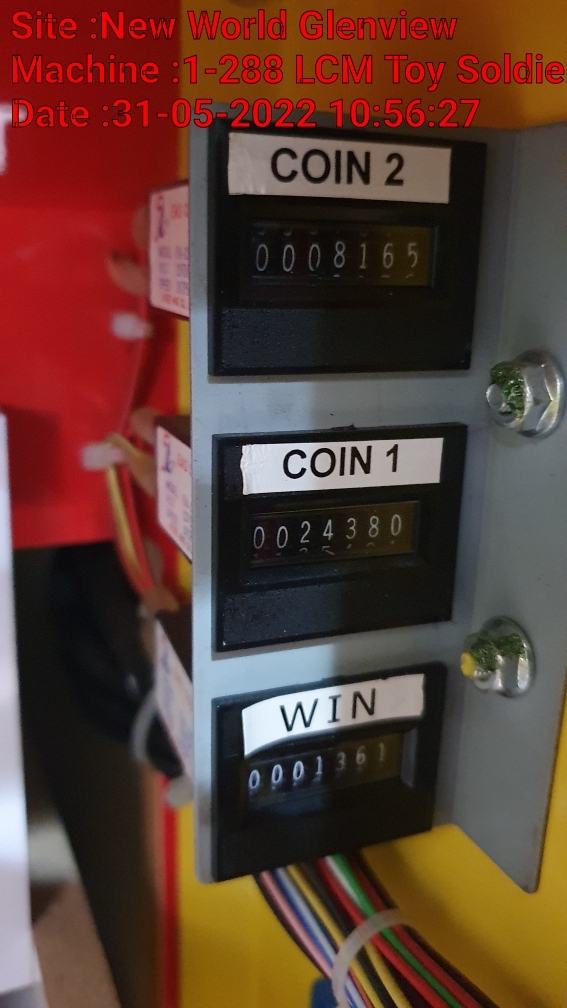 Site :New World Glenview
Machine :1-288 LCM Toy Soldie
Date :31-05-2022 10:56:27
COIN 2
0008165
COIN 1
0024380
WIN
0001361